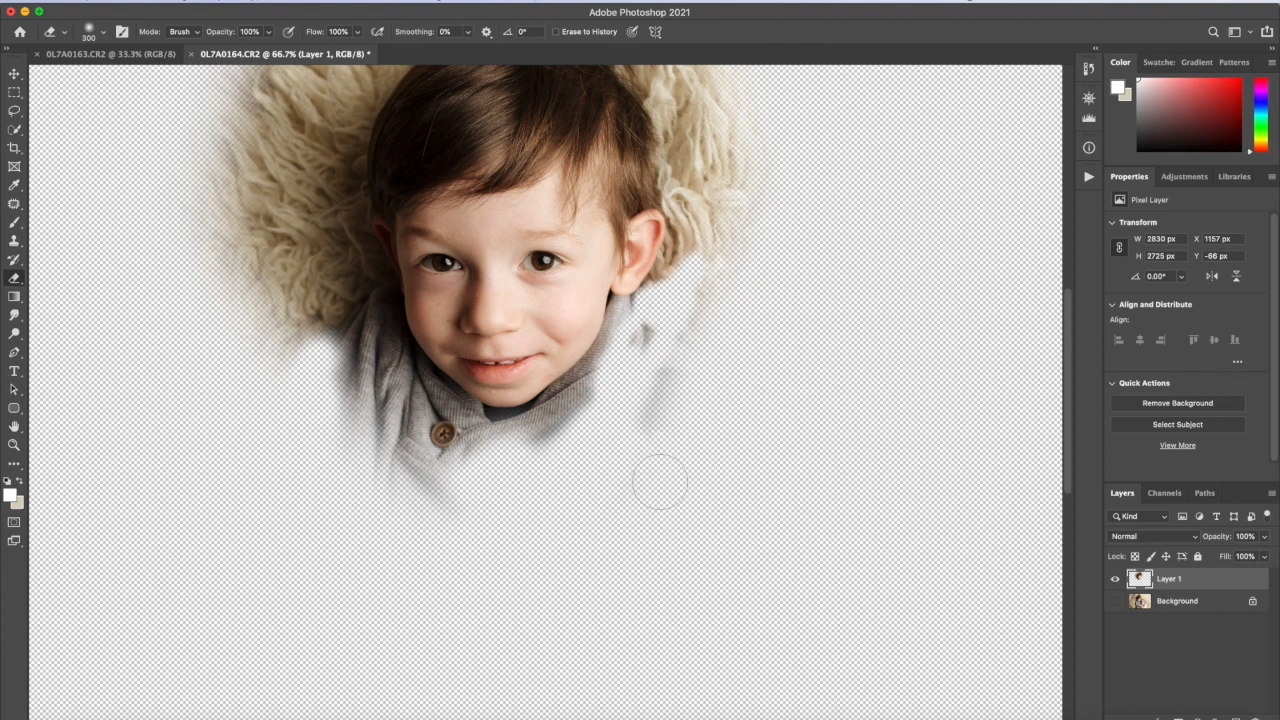 Adobe Photoshop 2021
300 Mode: Brush Opacity: 100% Flow: 100% Smoothing: 0% 0° Erase to History
0L7A0163.CR2 @ 33.3% (RGB/8) 0L7A0164.CR2 @ 66.7% (Layer 1, RGB/8) *
Color Swatche: Gradient Patterns
Properties Adjustments Libraries
Pixel Layer
Transform
W 2830 px X 1157 px
H 2725 px Y -66 px
0.00°
Align and Distribute
Align:
Quick Actions
Remove Background
Select Subject
View More
Layers Channels Paths
Kind
Normal Opacity: 100%
Lock: Fill: 100%
Layer 1
Background